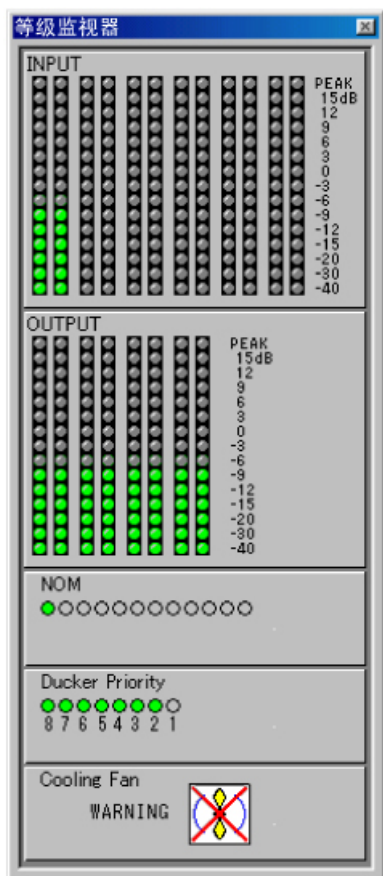 等级监视器
INPUT
PEAK
15dB
12
9
6
3
0
-3
-6
-9
-12
-15
-20
-30
-40
OUTPUT
PEAK
15dB
12
9
6
3
0
-3
-6
-9
-12
-15
-20
-30
-40
NOM
Ducker Priority
8 7 6 5 4 3 2 1
Cooling Fan
WARNING